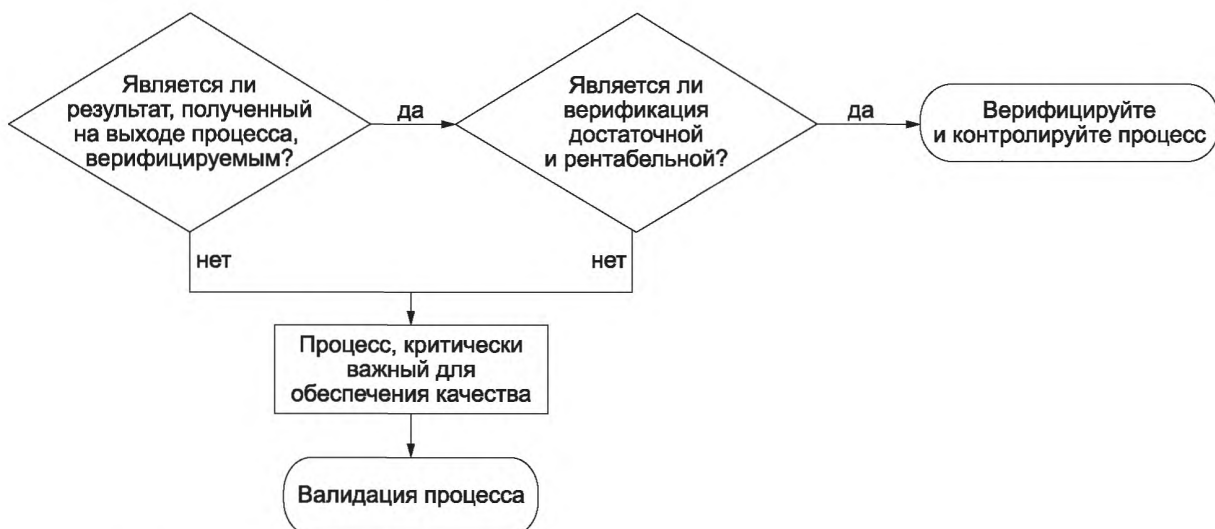 Является ли
результат, полученный
на выходе процесса,
верифицируемым?
да
Является ли
верификация
достаточной
и рентабельной?
да
Верифицируйте
и контролируйте процесс
нет
нет
Процесс, критически
важный для
обеспечения качества
Валидация процесса